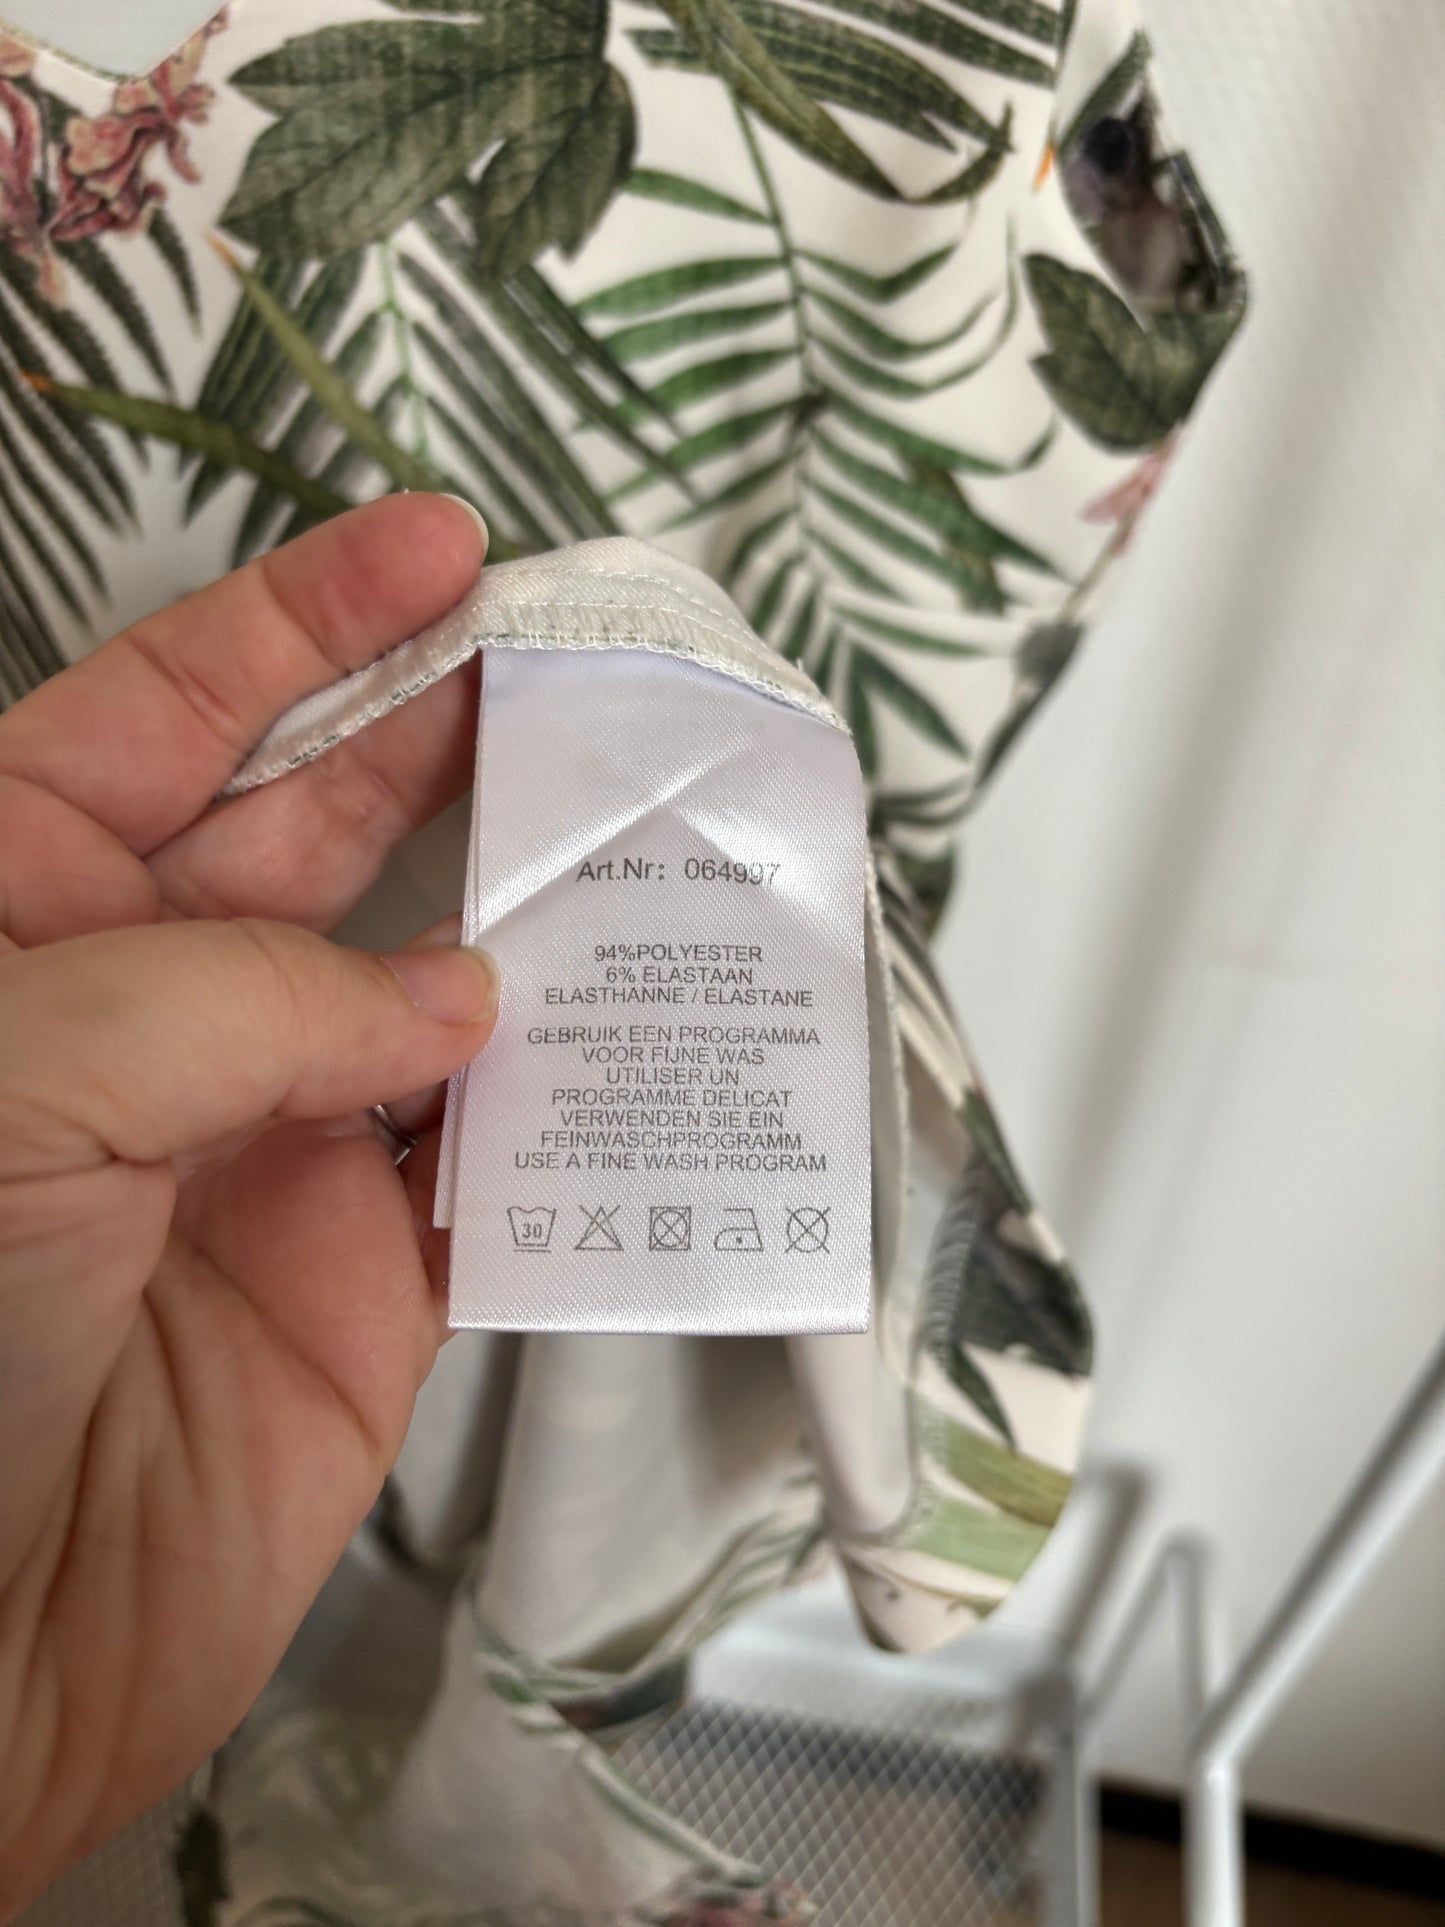 Art.Nr: 064997
94%POLYESTER
6% ELASTAAN
ELASTHANNE / ELASTANE
GEBRUIK EEN PROGRAMMA
VOOR FIJNE WAS
UTILISER UN
PROGRAMME DELICAT
VERWENDEN SIE EIN
FEINWASCHPROGRAMM
USE A FINE WASH PROGRAM
30